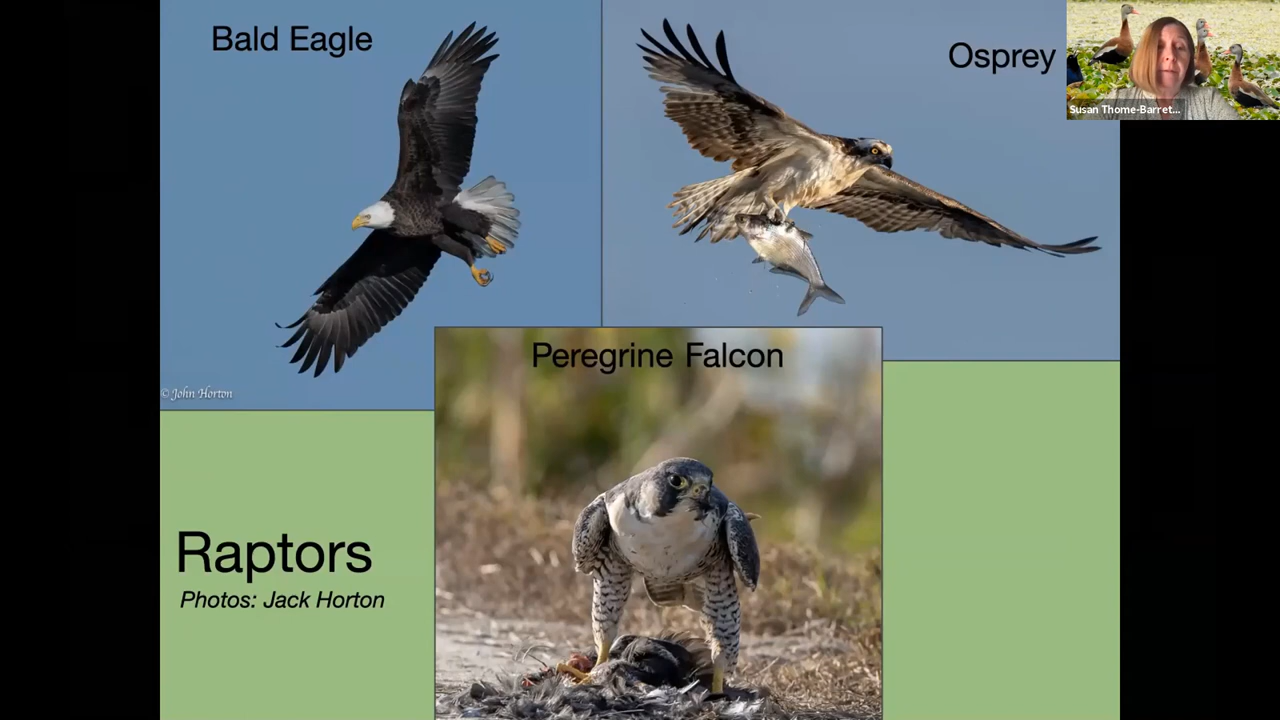 Bald Eagle
Osprey
Susan Thome-Barret...
Peregrine Falcon
© John Horton
Raptors
Photos: Jack Horton